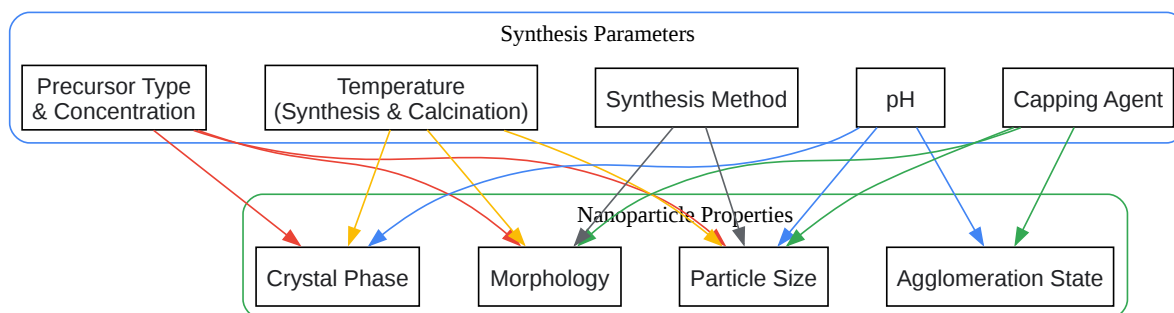 Synthesis Parameters
Precursor Type
& Concentration
Temperature
(Synthesis & Calcination)
Synthesis Method
pH
Capping Agent
Nanoparticle Properties
Crystal Phase
Morphology
Particle Size
Agglomeration State